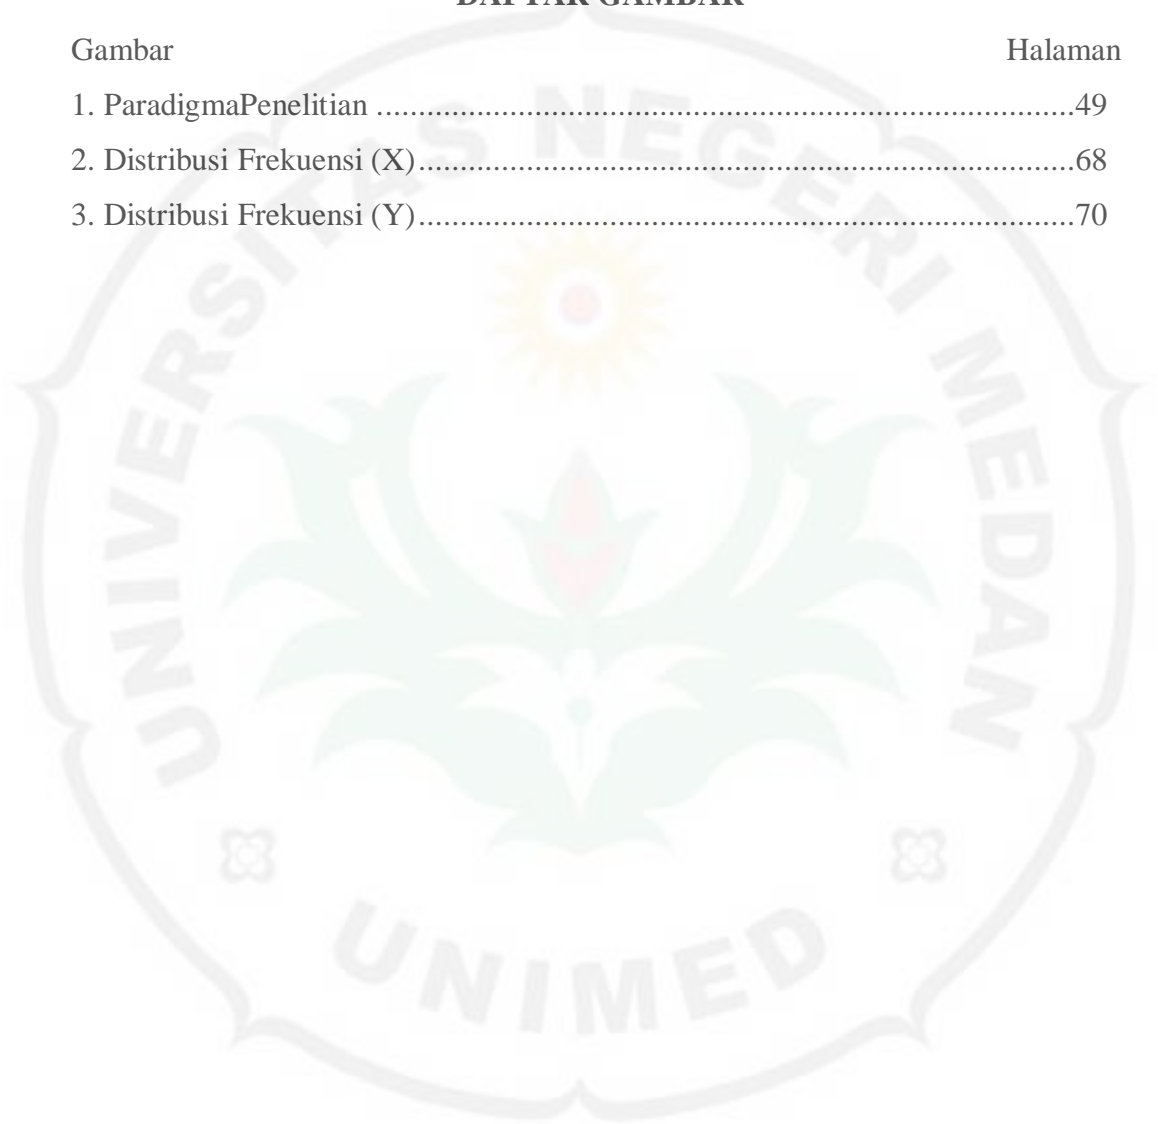 DAFTAR GAMBAR
Gambar Halaman
1. ParadigmaPenelitian ...........................................................................49
2. Distribusi Frekuensi (X)......................................................................68
3. Distribusi Frekuensi (Y)......................................................................70
UNIVERSITAS NEGERI MEDAN
UNIMED